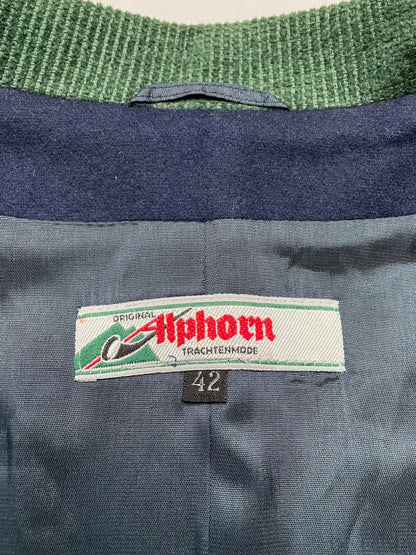 ORIGINAL
Alphorn
TRACHTENMODE
42